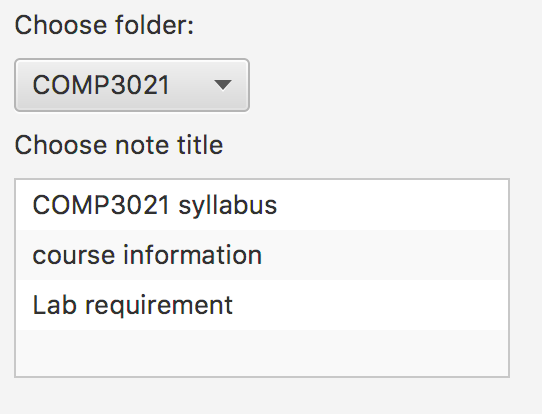 Choose folder:
COMP3021
Choose note title
COMP3021 syllabus
course information
Lab requirement